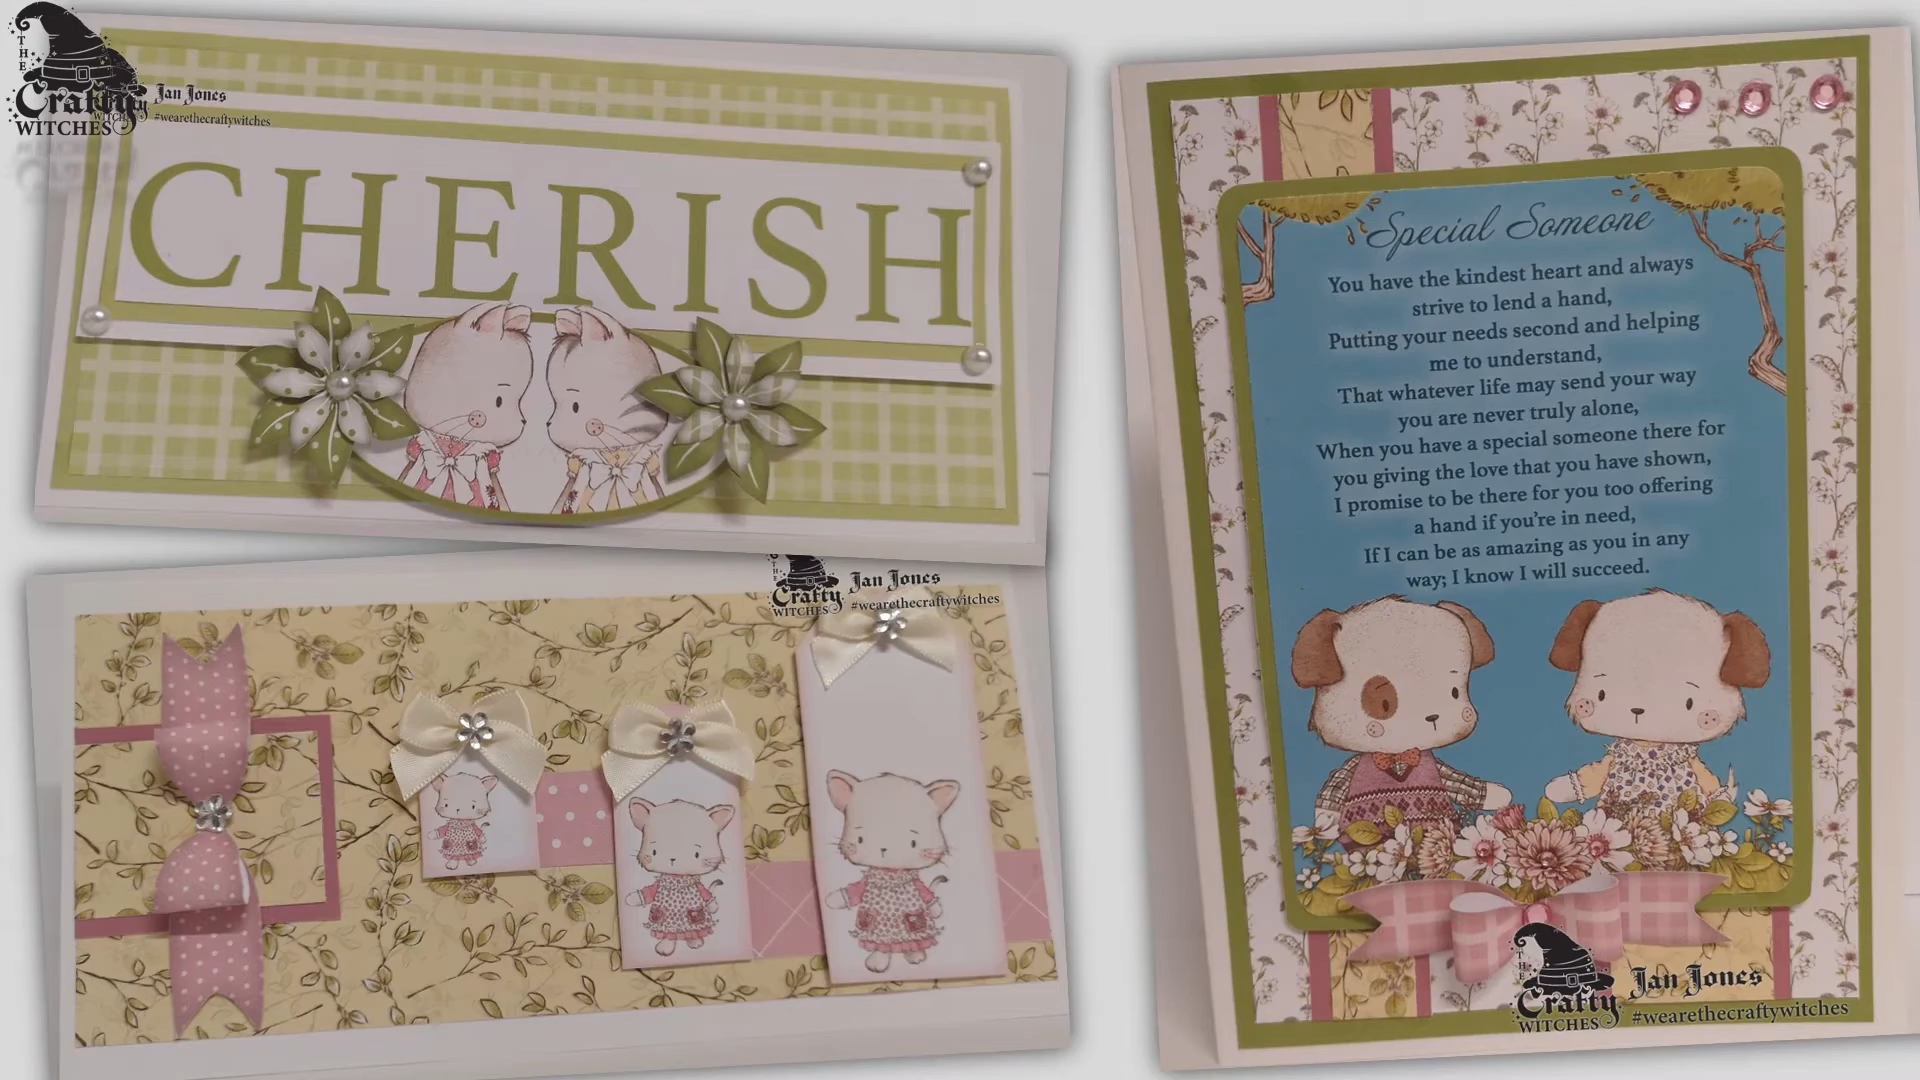 THE
Crafty
WITCHES
Jan Jones
#wearethecraftywitches
CHERISH
THE
Crafty
WITCHES
Jan Jones
#wearethecraftywitches
Special Someone
You have the kindest heart and always
strive to lend a hand,
Putting your needs second and helping
me to understand,
That whatever life may send your way
you are never truly alone,
When you have a special someone there for
you giving the love that you have shown,
I promise to be there for you too offering
a hand if you're in need,
If I can be as amazing as you in any
way; I know I will succeed.
THE
Crafty
WITCHES
Jan Jones
#wearethecraftywitches